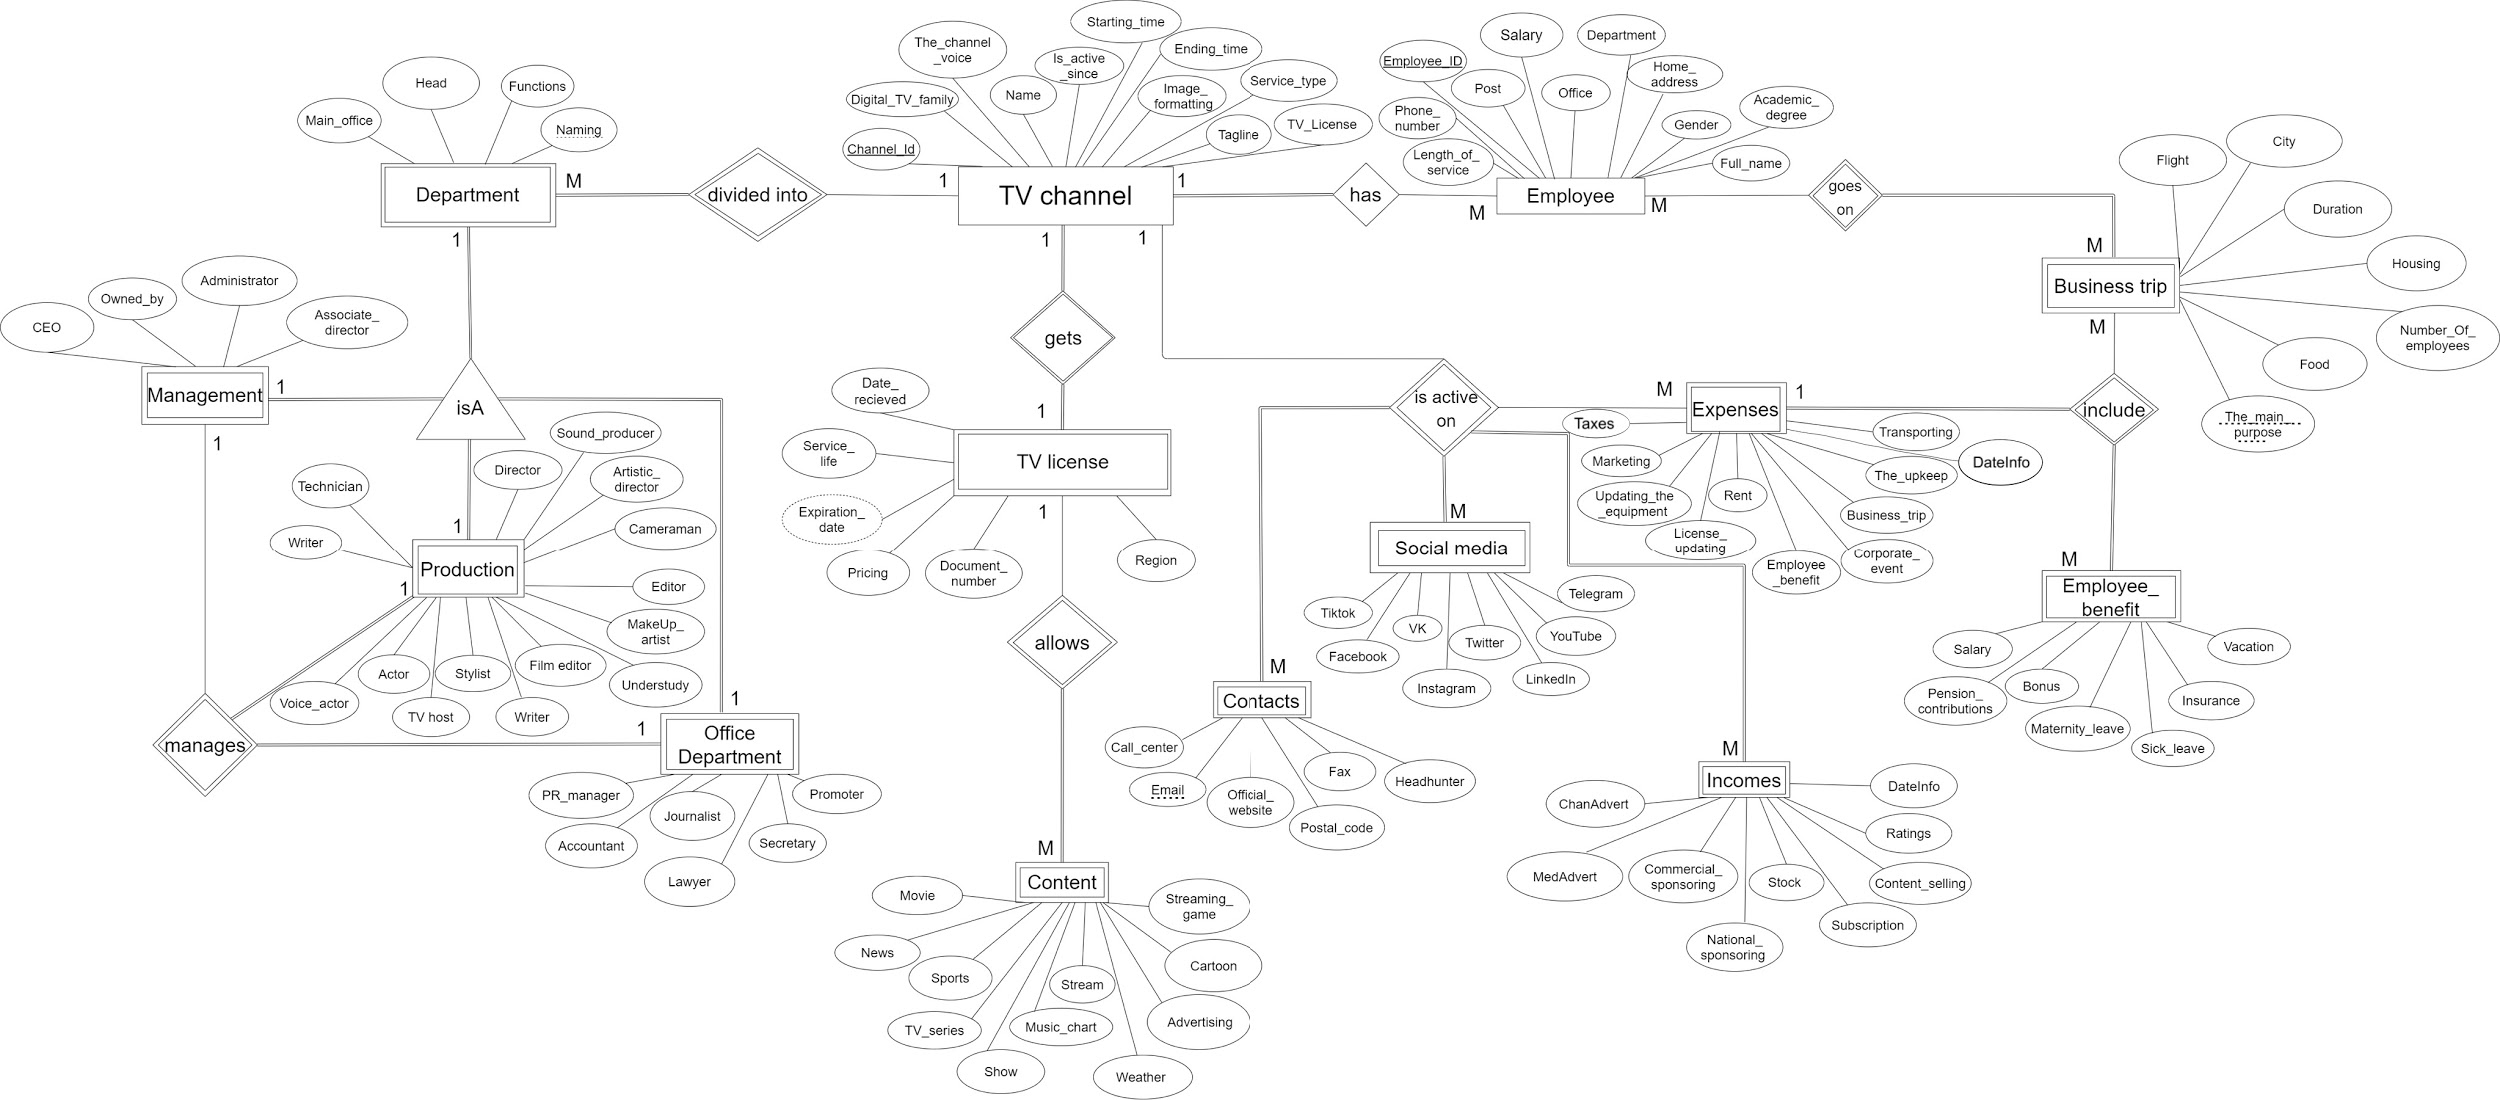 Starting_time
The_channel
_voice
Ending_time
Is_active
_since
Digital_TV_family
Name
Image_
formatting
Service_type
Tagline
TV_License
Channel_Id
Salary
Department
Employee_ID
Post
Office
Home_
address
Phone_
number
Gender
Academic_
degree
Length_of_
service
Full_name
Head
Functions
Main_office
Naming
Flight
City
Duration
Housing
Number_Of_
employees
Food
The_main_
purpose
Department
M
divided into
1
TV channel
1
has
M
Employee
M
goes
on
M
Business trip
M
1
1
1
CEO
Owned_by
Administrator
Associate_
director
Management
1
1
isA
gets
1
Date_
recieved
Service_
life
Expiration_
date
Pricing
Document_
number
Region
TV license
1
is active
on
M
Expenses
1
include
Taxes
Marketing
Updating_the
_equipment
License_
updating
Rent
Employee
_benefit
Corporate_
event
Business_trip
The_upkeep
DateInfo
Transporting
Sound_producer
Director
Artistic_
director
Technician
Cameraman
Writer
1
Production
1
Editor
MakeUp_
artist
Film editor
Understudy
Voice_actor
Actor
Stylist
TV host
Writer
M
Social media
Tiktok
Facebook
VK
Instagram
Twitter
LinkedIn
YouTube
Telegram
M
Employee_
benefit
Salary
Pension_
contributions
Bonus
Maternity_leave
Sick_leave
Insurance
Vacation
allows
M
Contacts
Call_center
Email
Official_
website
Postal_code
Fax
Headhunter
manages
1
1
Office
Department
PR_manager
Accountant
Journalist
Lawyer
Secretary
Promoter
M
Incomes
ChanAdvert
MedAdvert
Commercial_
sponsoring
National_
sponsoring
Stock
Subscription
Content_selling
Ratings
DateInfo
M
Content
Movie
News
Sports
TV_series
Show
Music_chart
Stream
Weather
Advertising
Cartoon
Streaming_
game